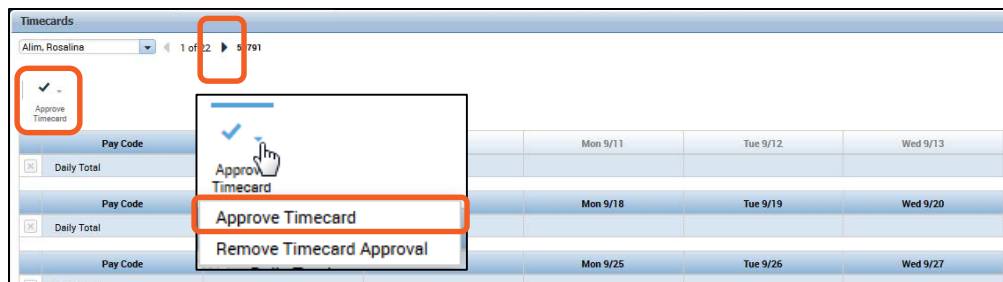 Timecards
Alim, Rosalina 1 of 22
Approve
Timecard
Timecard
Approve Timecard
Remove Timecard Approval
Pay Code Mon 9/11 Tue 9/12 Wed 9/13
Daily Total
Pay Code Mon 9/18 Tue 9/19 Wed 9/20
Daily Total
Pay Code Mon 9/25 Tue 9/26 Wed 9/27